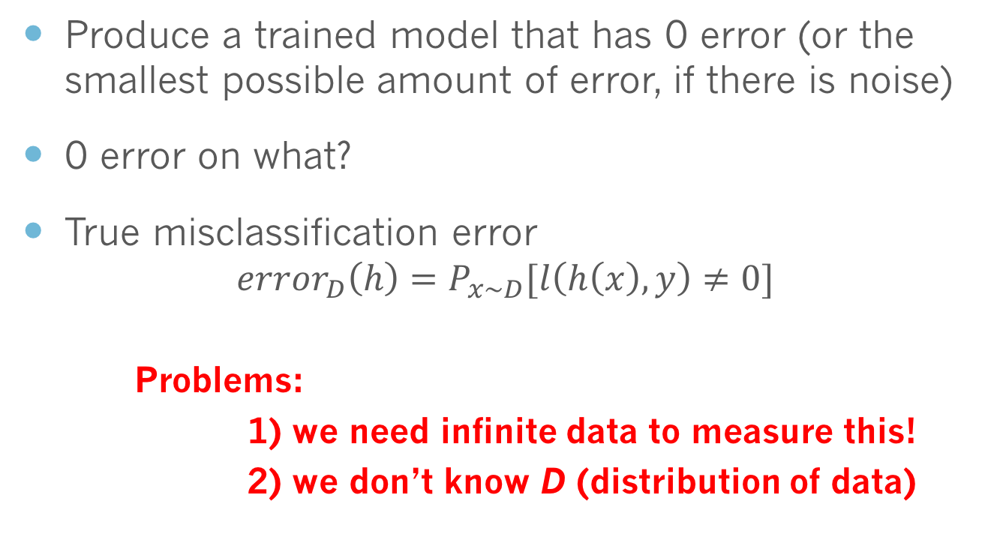 • Produce a trained model that has 0 error (or the
smallest possible amount of error, if there is noise)
• 0 error on what?
• True misclassification error
error_D(h) = P_{x~D}[l(h(x), y) ≠ 0]
Problems:
1) we need infinite data to measure this!
2) we don’t know D (distribution of data)